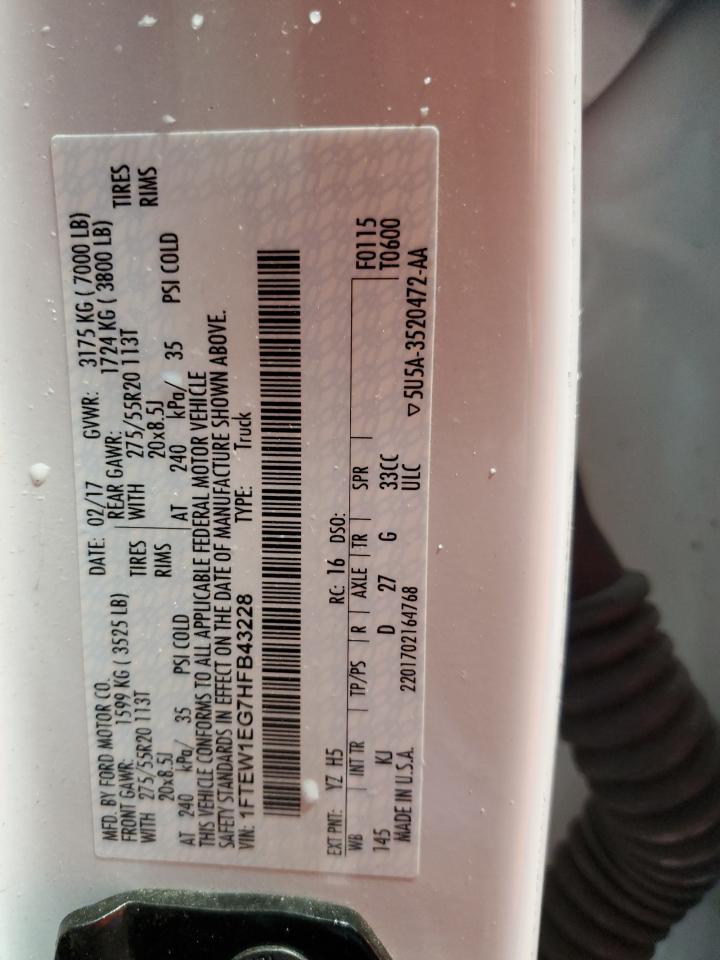 MFD. BY FORD MOTOR CO. DATE: 02/17 GVWR: 3175 KG ( 7000 LB)
FRONT GAWR: 1599 KG ( 3525 LB) REAR GAWR: 1724 KG ( 3800 LB)
WITH 275/55R20 113T TIRES WITH 275/55R20 113T TIRES
20x8.5J RIMS 20x8.5J RIMS
AT 240 kPa/ 35 PSI COLD AT 240 kPa/ 35 PSI COLD
THIS VEHICLE CONFORMS TO ALL APPLICABLE FEDERAL MOTOR VEHICLE
SAFETY STANDARDS IN EFFECT ON THE DATE OF MANUFACTURE SHOWN ABOVE.
VIN: 1FTEW1EG7HFB43228 TYPE: Truck
EXT PNT: YZ H5 RC: 16 DSO: F0115
WB INT TR TP/PS R AXLE TR SPR T0600
145 KJ D 27 G 33CC
MADE IN U.S.A. 2201702164768 ULC ▽5U5A-3520472-AA